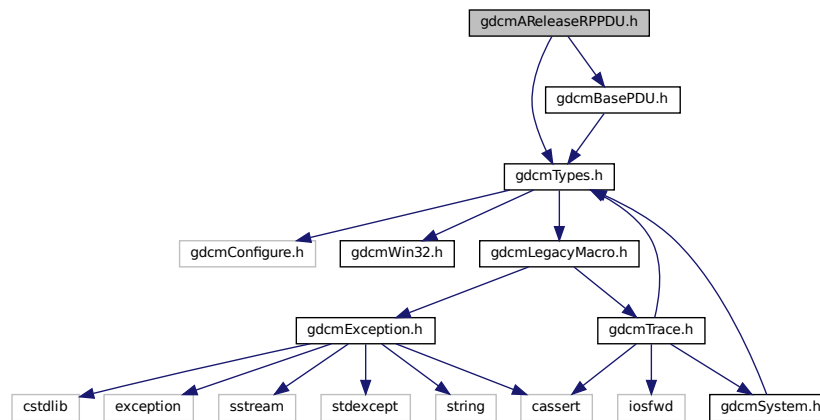 gdcmAReleaseRPPDU.h
gdcmBasePDU.h
gdcmTypes.h
gdcmConfigure.h
gdcmWin32.h
gdcmLegacyMacro.h
gdcmException.h
gdcmTrace.h
cstdlib
exception
sstream
stdexcept
string
cassert
iosfwd
gdcmSystem.h